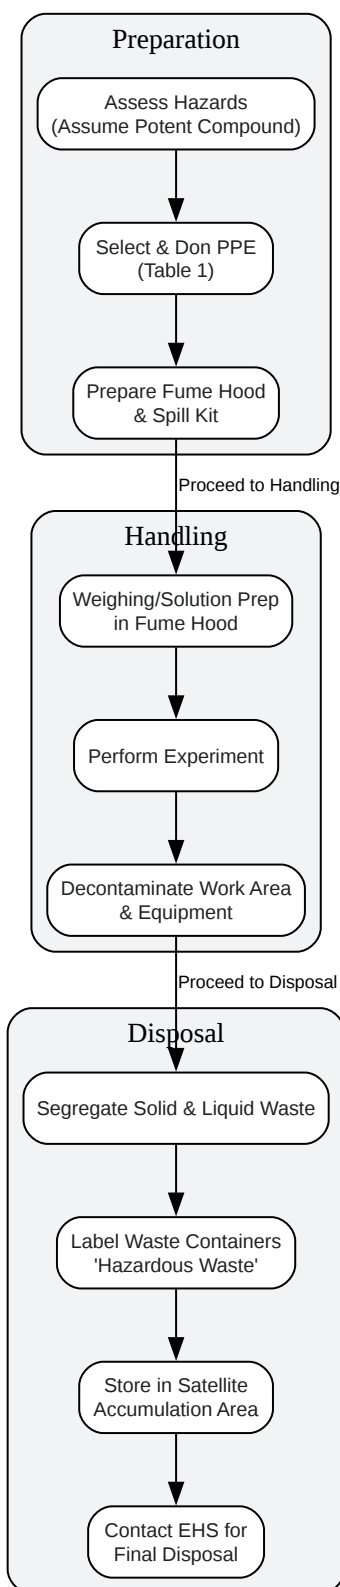 Preparation
Assess Hazards
(Assume Potent Compound)
Select & Don PPE
(Table 1)
Prepare Fume Hood
& Spill Kit
Proceed to Handling
Handling
Weighing/Solution Prep
in Fume Hood
Perform Experiment
Decontaminate Work Area
& Equipment
Proceed to Disposal
Disposal
Segregate Solid & Liquid Waste
Label Waste Containers
'Hazardous Waste'
Store in Satellite
Accumulation Area
Contact EHS for
Final Disposal